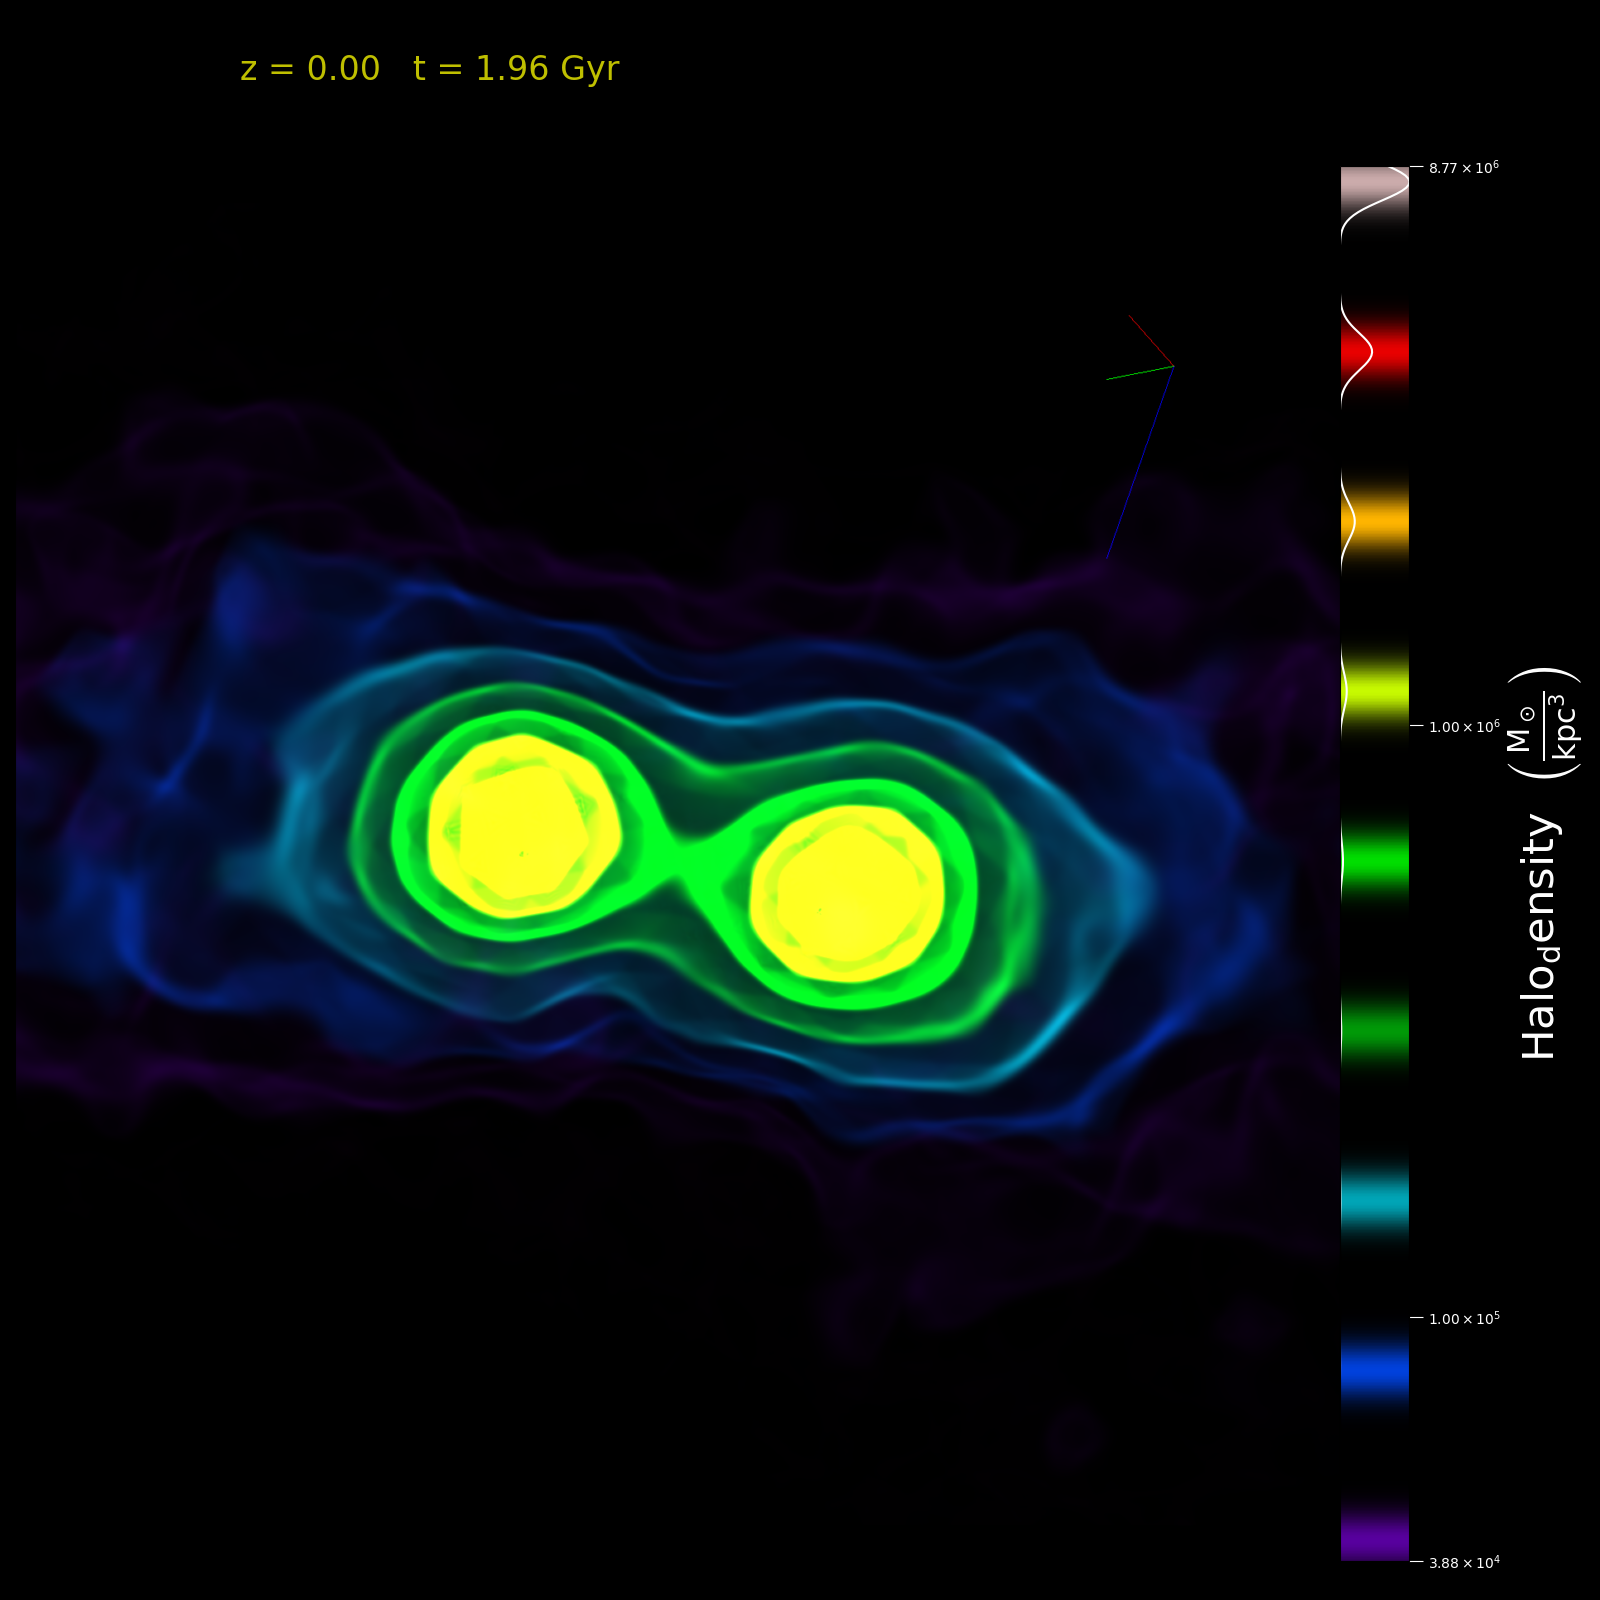 z = 0.00   t = 1.96 Gyr
8.77 × 10⁶
1.00 × 10⁶
1.00 × 10⁵
3.88 × 10⁴
Halo_density (M☉/kpc³)